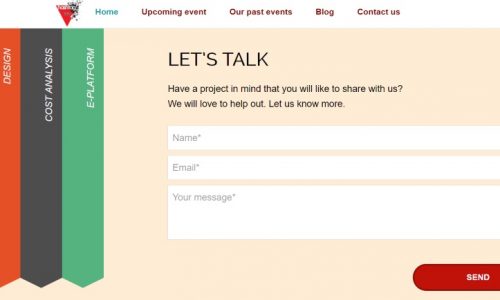 Home Upcoming event Our past events Blog Contact us
DESIGN
COST ANALYSIS
E-PLATFORM
LET'S TALK
Have a project in mind that you will like to share with us?
We will love to help out. Let us know more.
Name*
Email*
Your message*
SEND